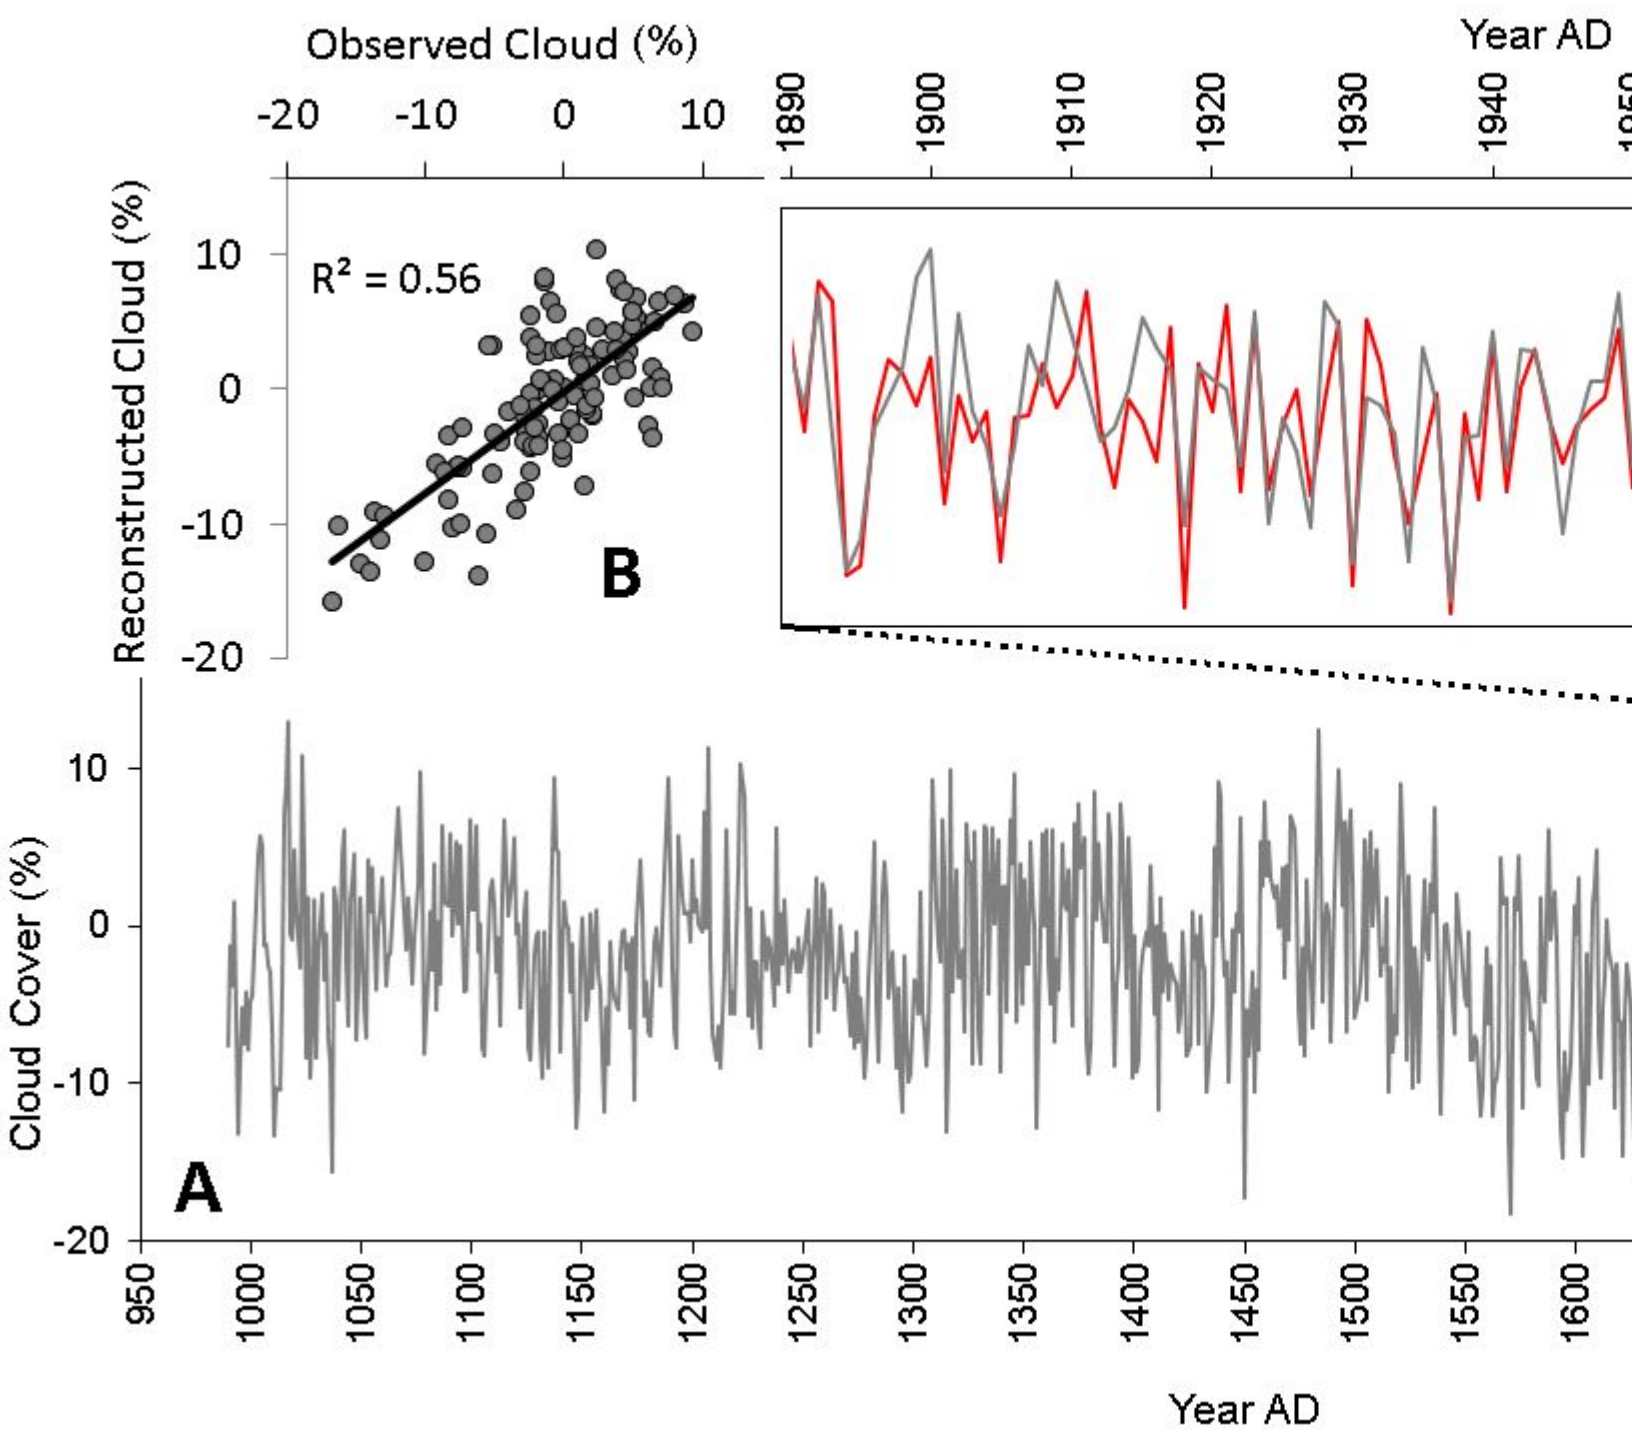 Observed Cloud (%)
-20 -10 0 10
Year AD
1890 1900 1910 1920 1930 1940
Reconstructed Cloud (%)
10
0
-10
-20
R² = 0.56
B
Cloud Cover (%)
10
0
-10
-20
A
950 1000 1050 1100 1150 1200 1250 1300 1350 1400 1450 1500 1550 1600
Year AD